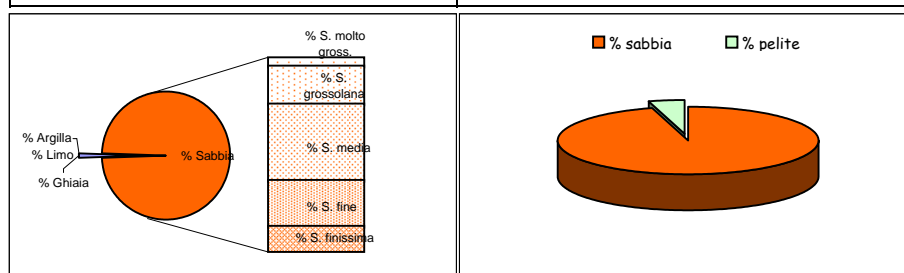 % S. molto
gross.
% S.
grossolana
% Argilla
% Limo
% Sabbia
% S. media
% Ghiaia
% S. fine
% S. finissima
% sabbia
% pelite